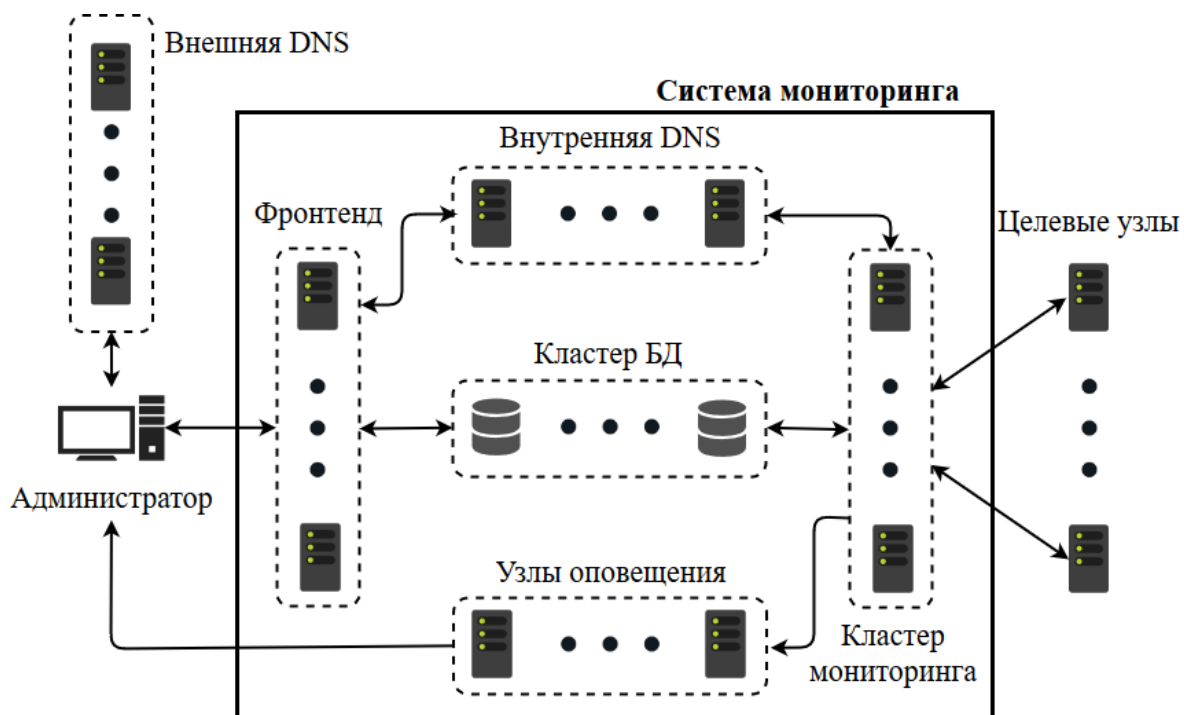 Внешняя DNS
Система мониторинга
Внутренняя DNS
Фронтенд
Целевые узлы
Кластер БД
Администратор
Узлы оповещения
Кластер
мониторинга